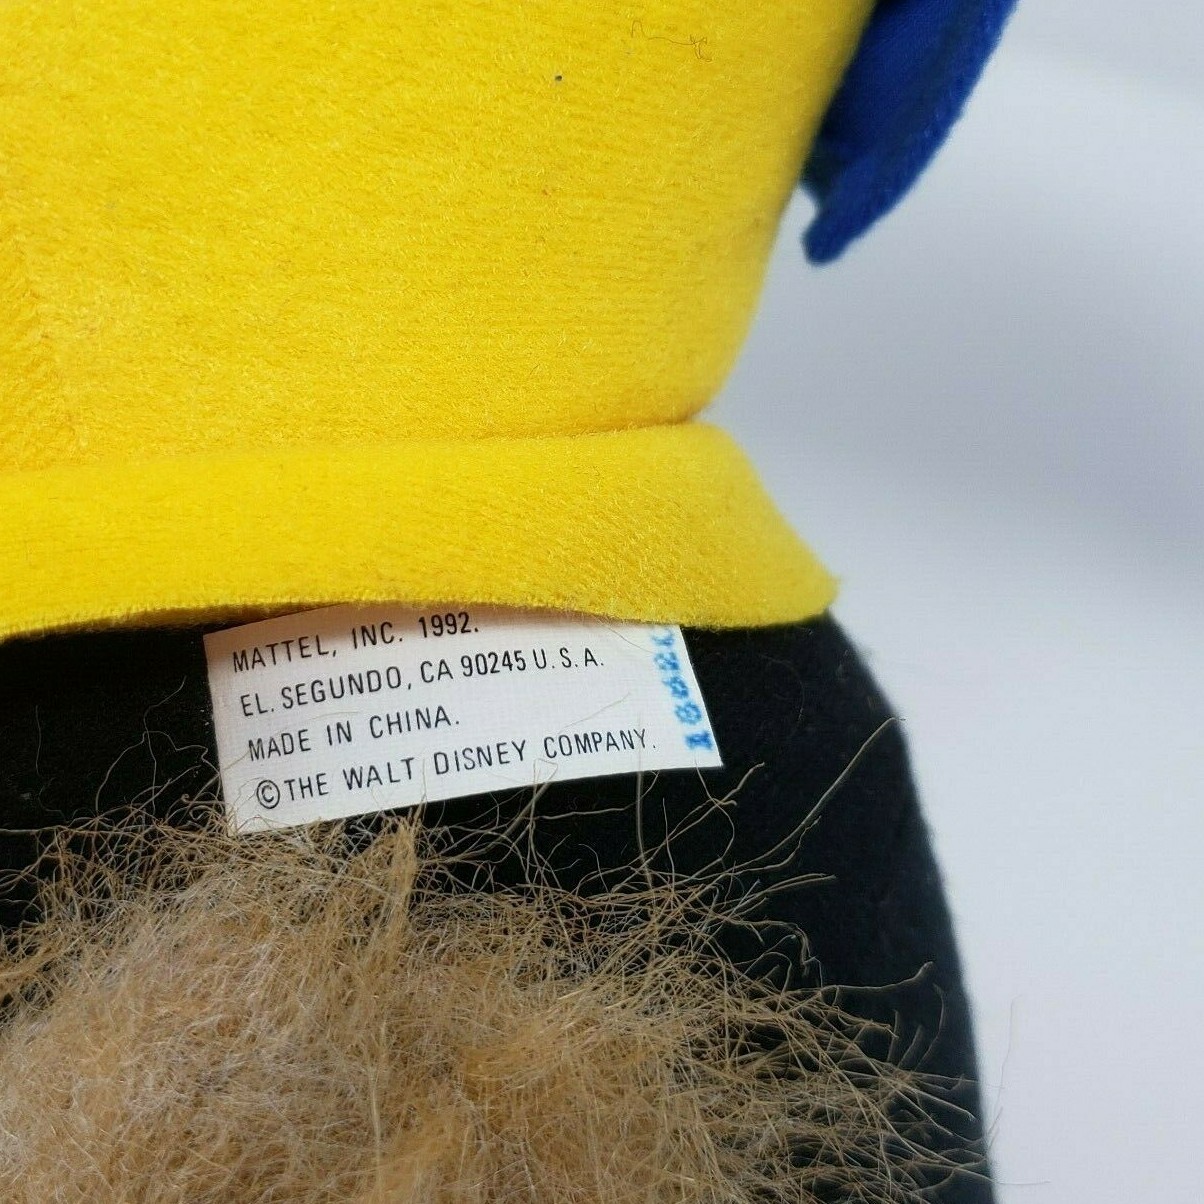 MATTEL, INC. 1992.
EL. SEGUNDO, CA 90245 U.S.A.
MADE IN CHINA.
©THE WALT DISNEY COMPANY.